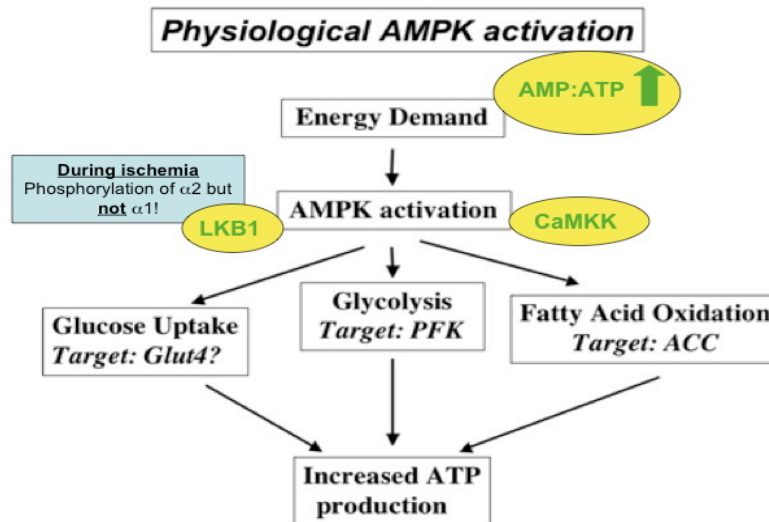 Physiological AMPK activation
AMP:ATP
Energy Demand
During ischemia
Phosphorylation of α2 but
not α1!
LKB1
AMPK activation
CaMKK
Glucose Uptake
Target: Glut4?
Glycolysis
Target: PFK
Fatty Acid Oxidation
Target: ACC
Increased ATP
production